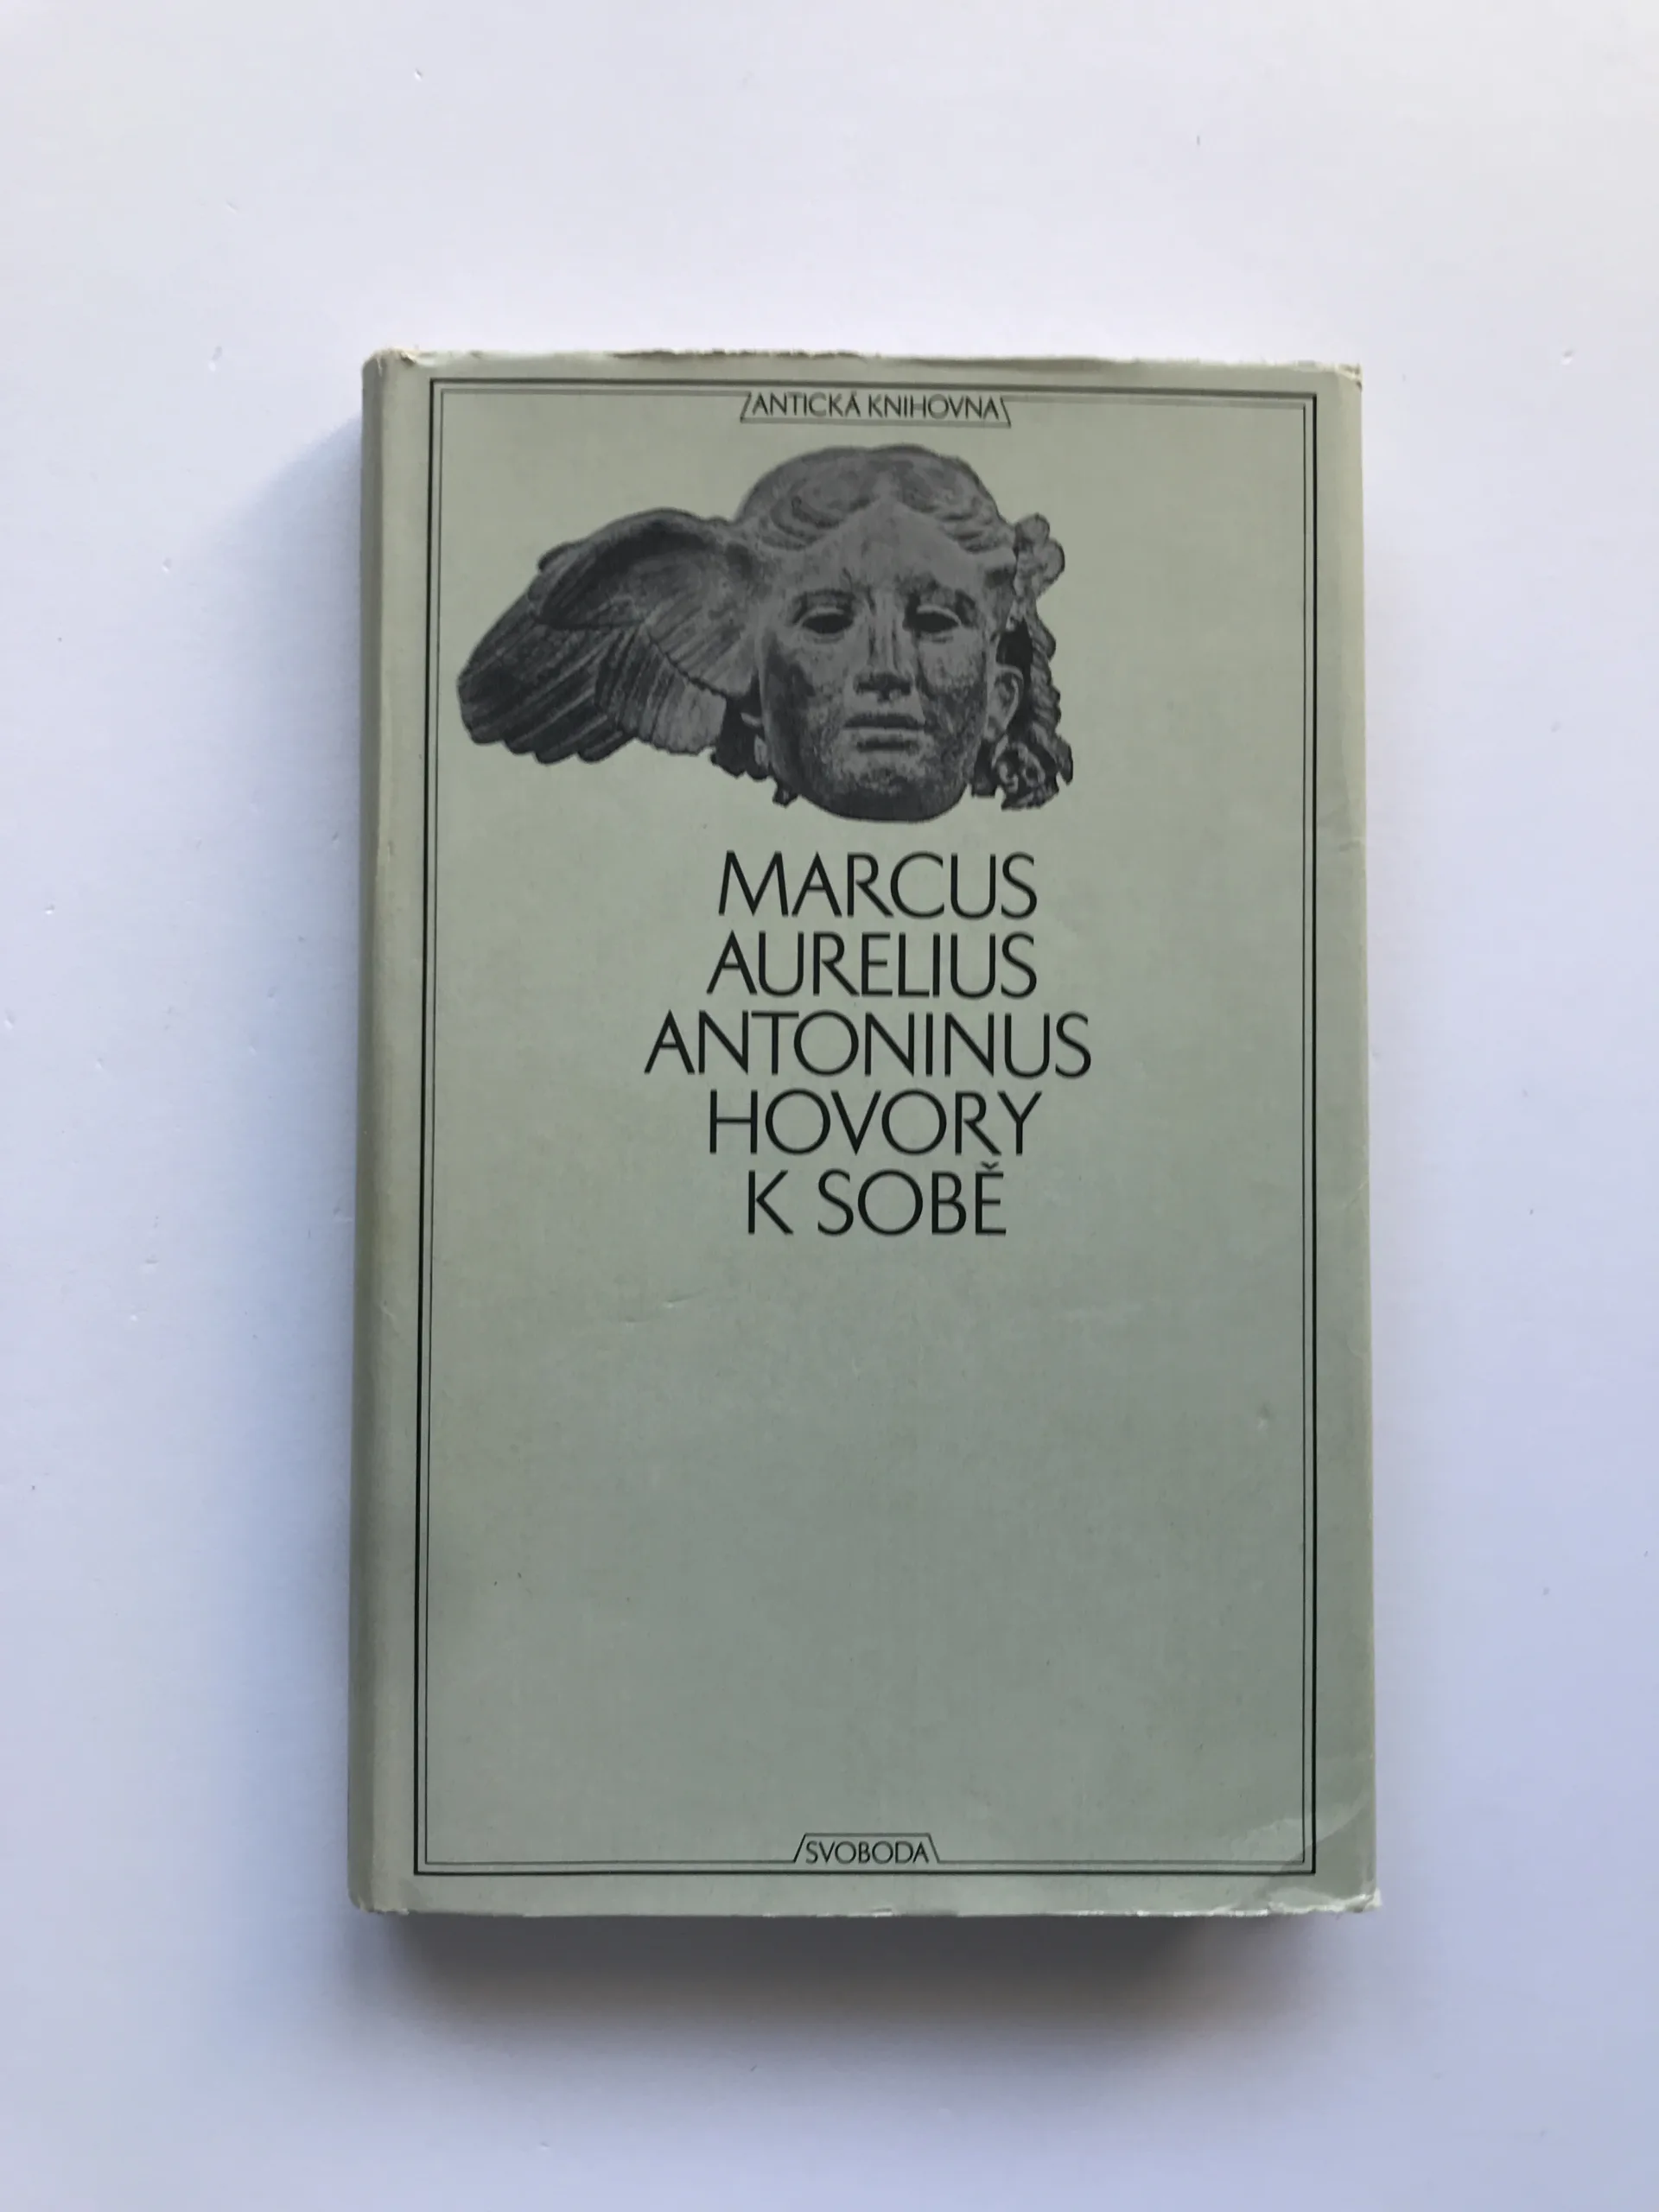 ANTICKÁ KNIHOVNA
MARCUS
AURELIUS
ANTONINUS
HOVORY
K SOBĚ
SVOBODA